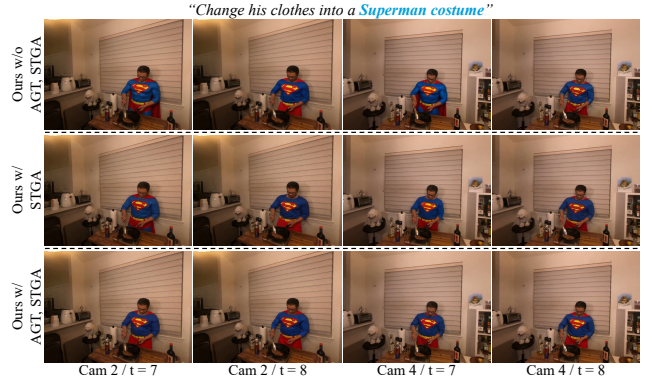 “Change his clothes into a Superman costume”
Ours w/o
AGT, STGA
Ours w/
STGA
Ours w/
AGT, STGA
Cam 2 / t = 7
Cam 2 / t = 8
Cam 4 / t = 7
Cam 4 / t = 8